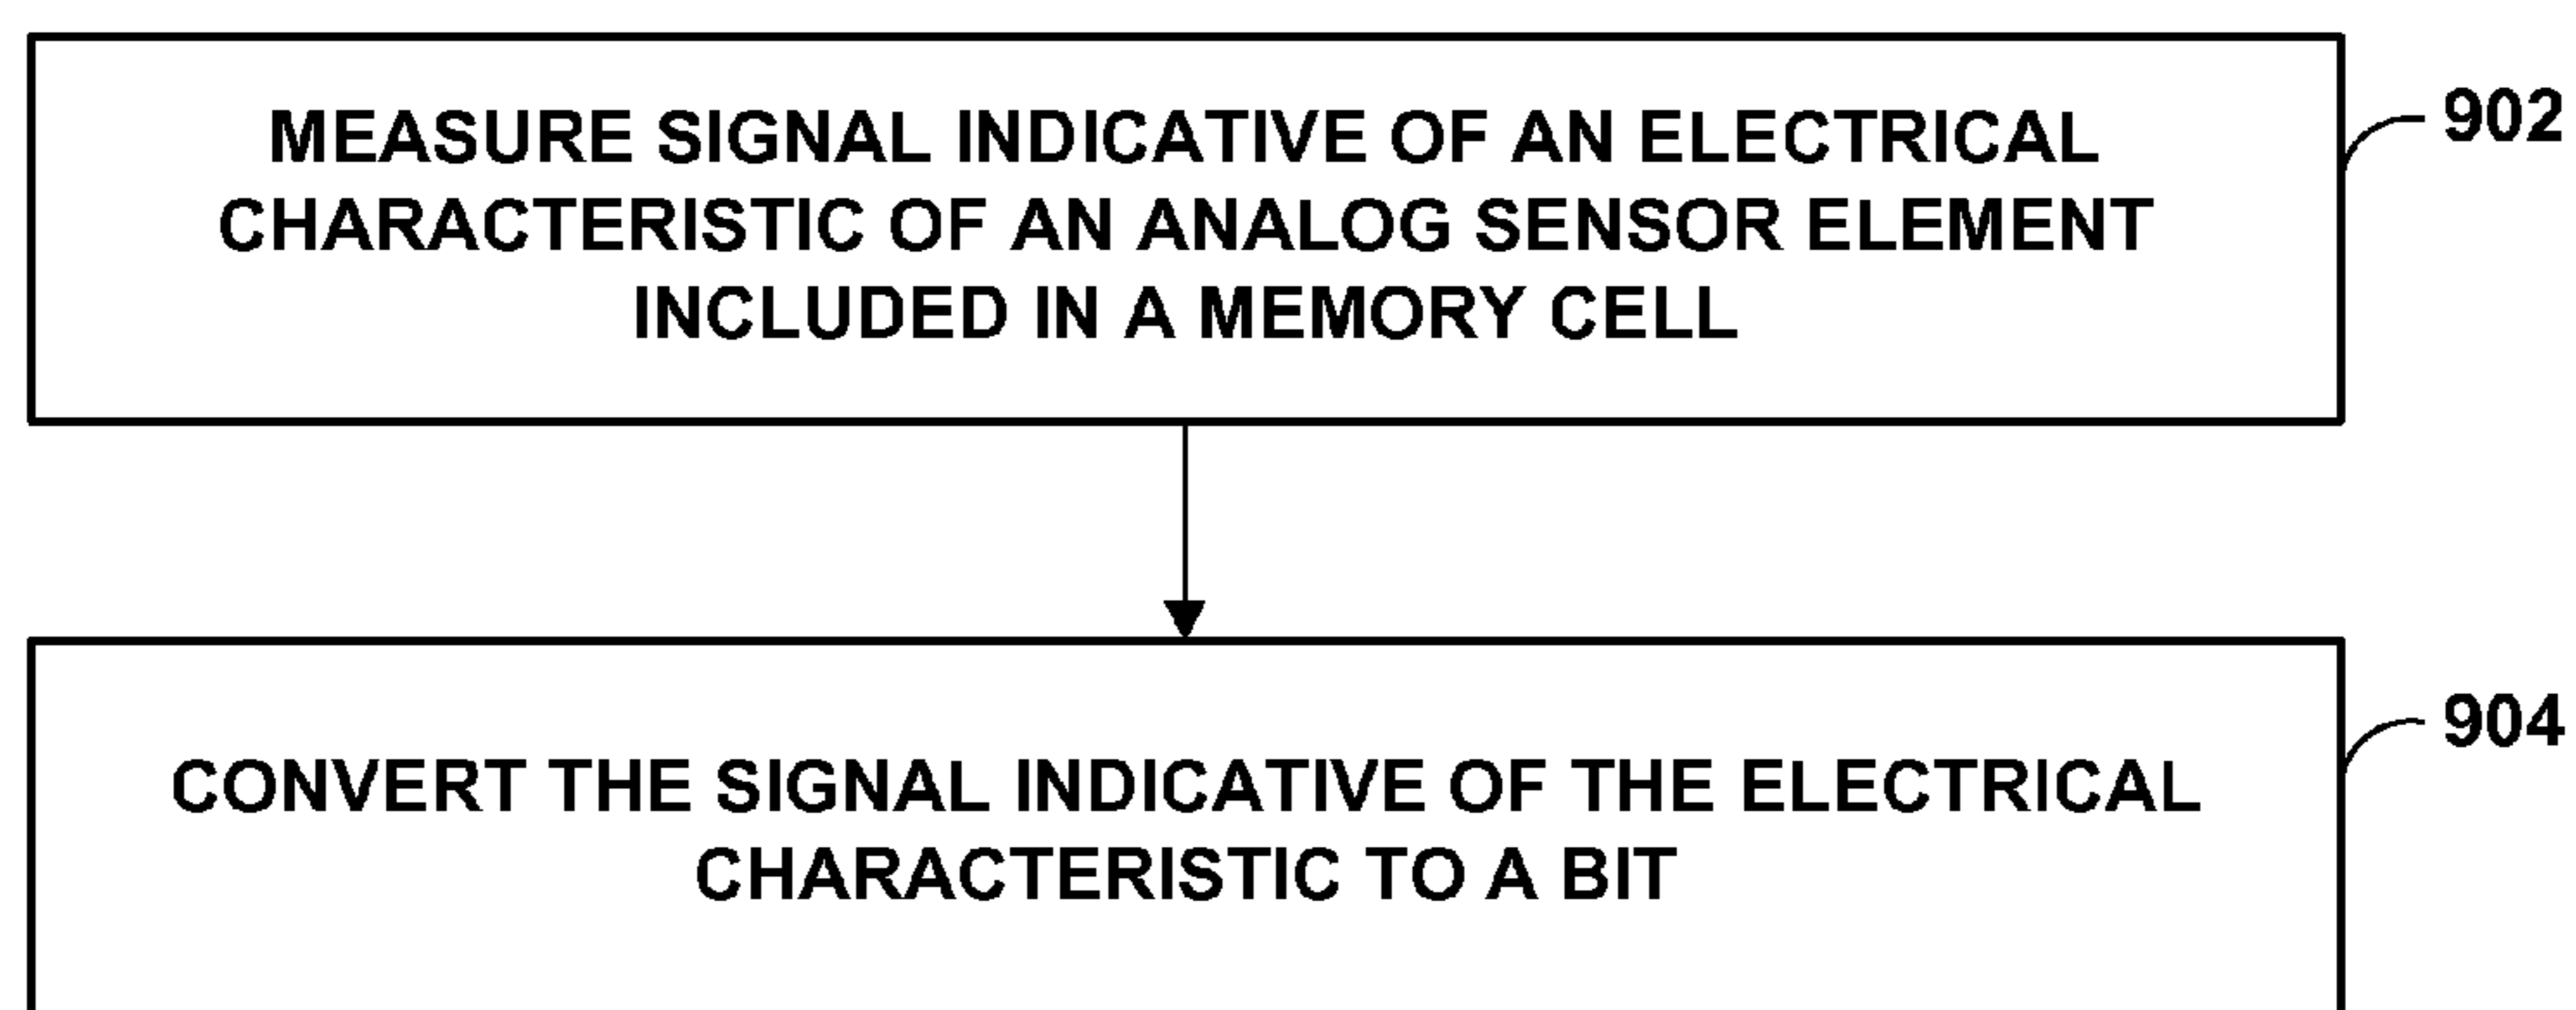 MEASURE SIGNAL INDICATIVE OF AN ELECTRICAL
CHARACTERISTIC OF AN ANALOG SENSOR ELEMENT
INCLUDED IN A MEMORY CELL
902
CONVERT THE SIGNAL INDICATIVE OF THE ELECTRICAL
CHARACTERISTIC TO A BIT
904